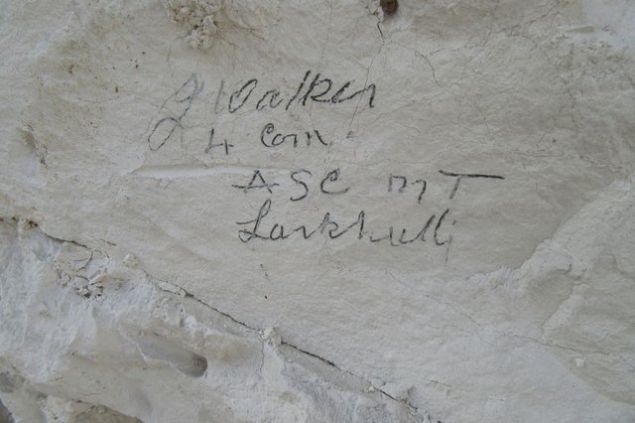 J Walker
4 Com
ASC MT
Larkhill